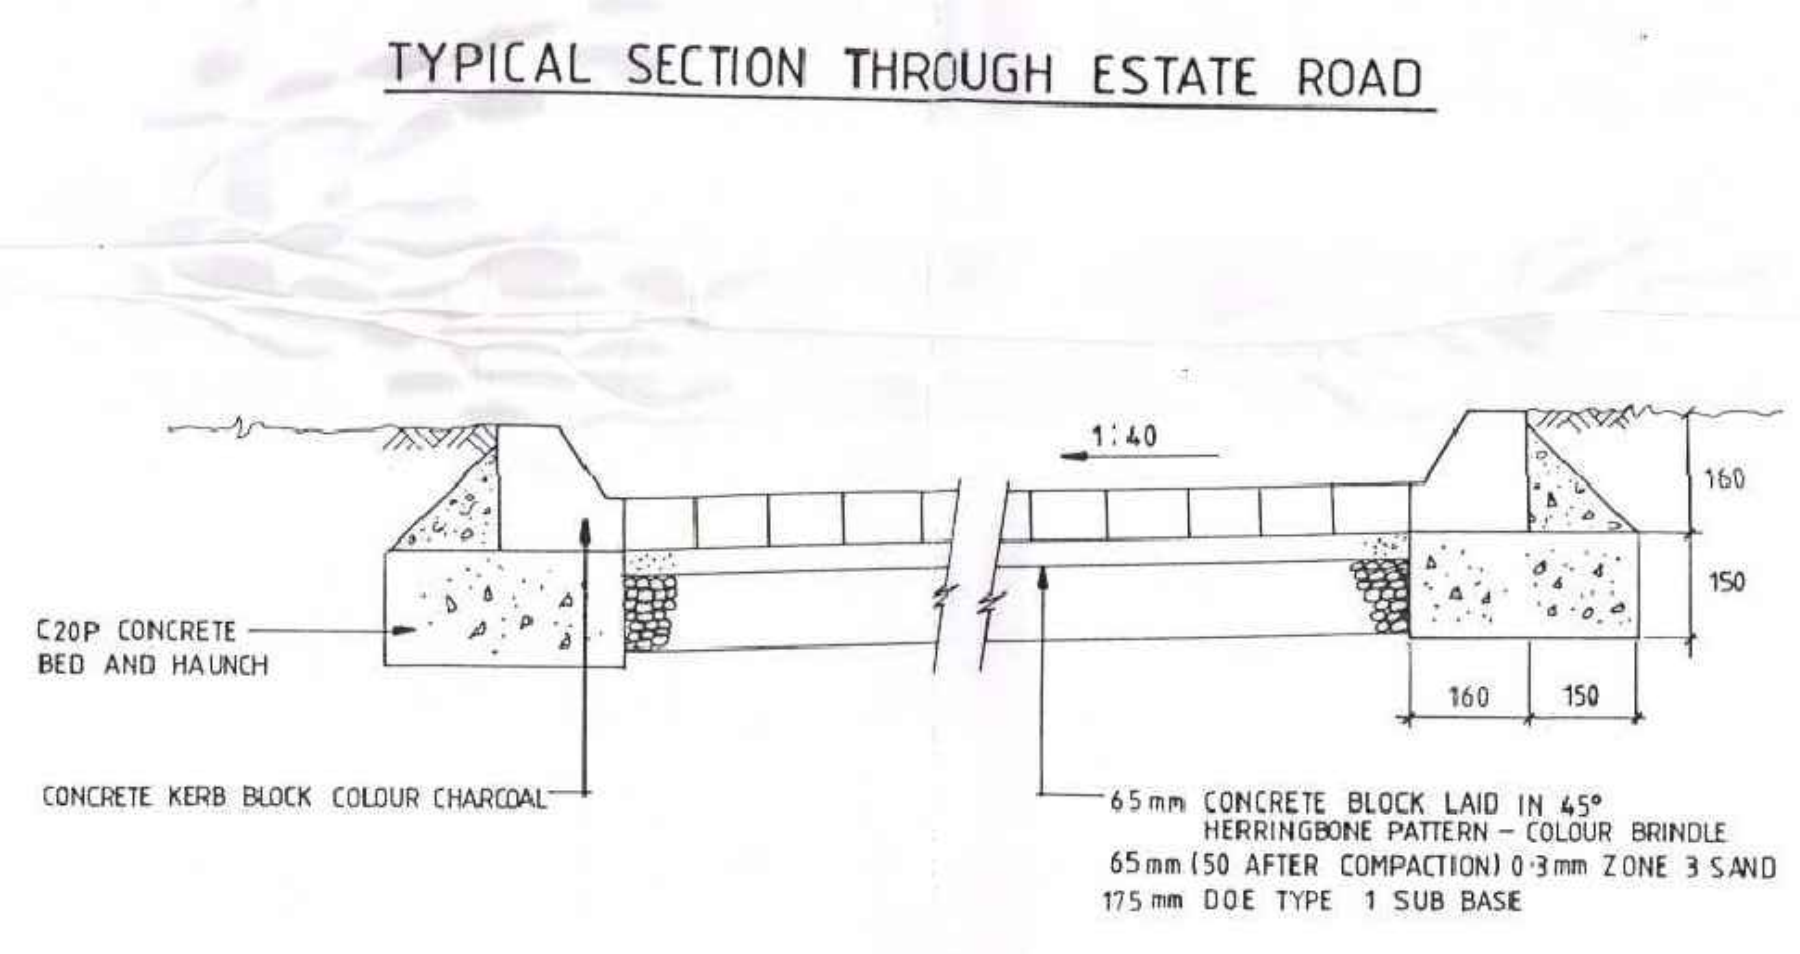 TYPICAL SECTION THROUGH ESTATE ROAD
1:40
160
150
C20P CONCRETE
BED AND HAUNCH
160 150
CONCRETE KERB BLOCK COLOUR CHARCOAL
65mm CONCRETE BLOCK LAID IN 45°
HERRINGBONE PATTERN – COLOUR BRINDLE
65mm (50 AFTER COMPACTION) 0·3mm ZONE 3 SAND
175mm DOE TYPE 1 SUB BASE